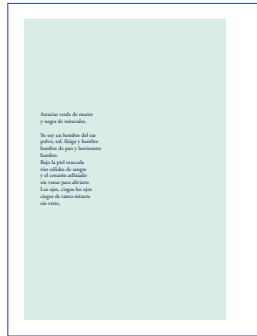 Asturias verde de monte
y negra de minerales.
Yo soy un hombre del sur
polvo, sol, fatiga y hambre
hambre de pan y horizontes
hambre.
Bajo la piel resecada
ríos sólidos de sangre
y el corazón asfixiado
sin venas para aliviarte
Los ojos, ciegos los ojos
ciegos de tanto mirarte
sin verte,